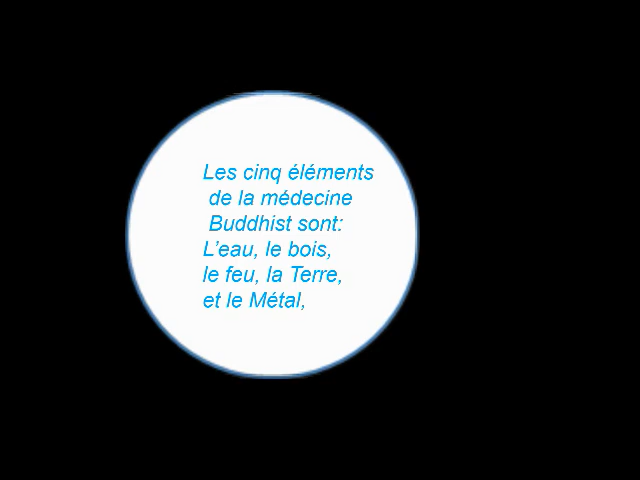 Les cinq éléments
de la médecine
Buddhist sont:
L'eau, le bois,
le feu, la Terre,
et le Métal,